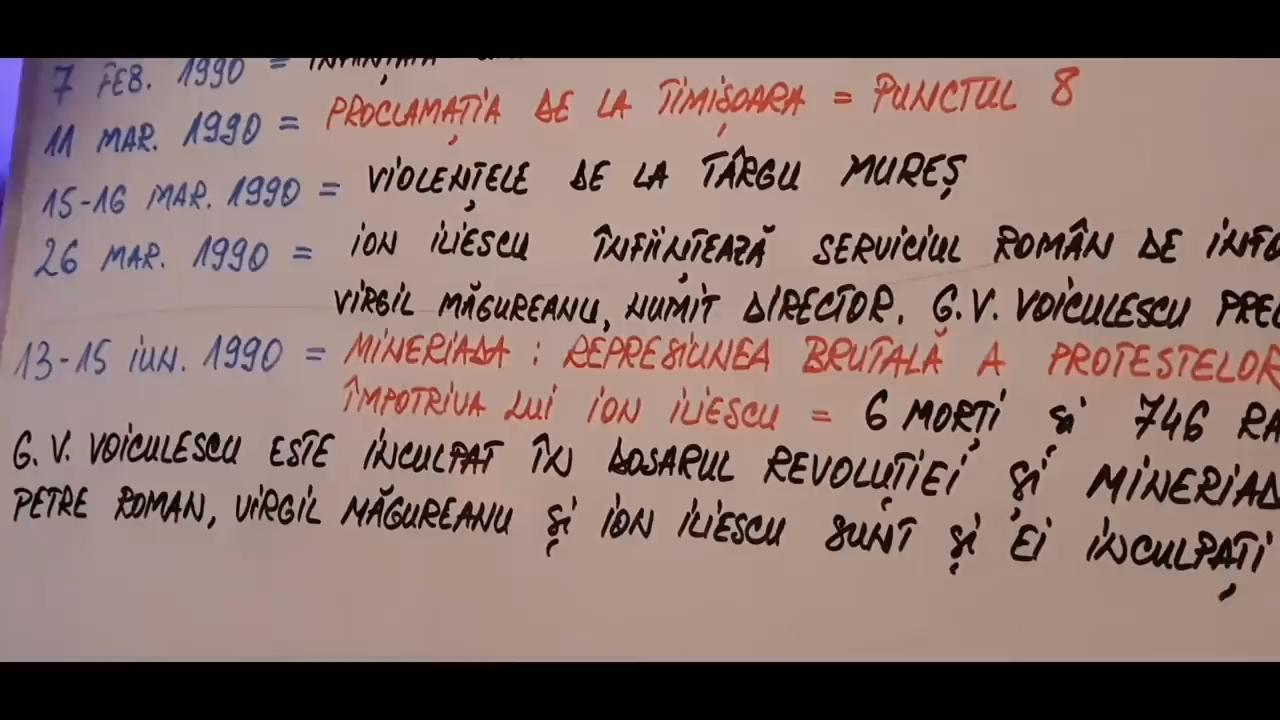 7 FEB. 1990 = ÎNFIINȚATĂ
11 MAR. 1990 = PROCLAMAȚIA DE LA TIMIȘOARA = PUNCTUL 8
15-16 MAR. 1990 = VIOLENȚELE DE LA TÂRGU MUREȘ
26 MAR. 1990 = ION ILIESCU ÎNFIINȚEAZĂ SERVICIUL ROMÂN DE INFO
VIRGIL MĂGUREANU, NUMIT DIRECTOR. G.V. VOICULESCU
13-15 IUN. 1990 = MINERIADA : REPRESIUNEA BRUTALĂ A PROTESTELOR
ÎMPOTRIVA LUI ION ILIESCU = 6 MORȚI și 746
G.V. VOICULESCU ESTE INCULPAT ÎN DOSARUL REVOLUȚIEI ȘI MINERIAD
PETRE ROMAN, VIRGIL MĂGUREANU ȘI ION ILIESCU SUNT ȘI EI INCULPAȚI